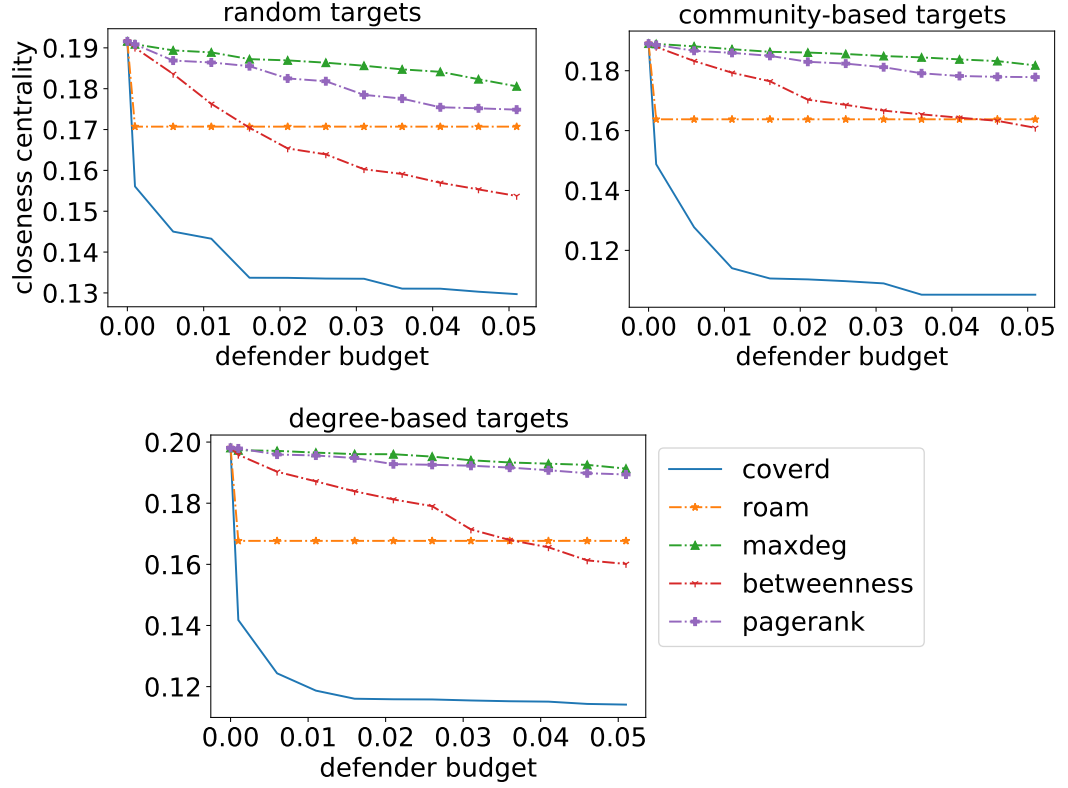 random targets
closeness centrality
0.19
0.18
0.17
0.16
0.15
0.14
0.13
0.00 0.01 0.02 0.03 0.04 0.05
defender budget
community-based targets
0.18
0.16
0.14
0.12
0.00 0.01 0.02 0.03 0.04 0.05
defender budget
degree-based targets
0.20
0.18
0.16
0.14
0.12
0.00 0.01 0.02 0.03 0.04 0.05
defender budget
coverd
roam
maxdeg
betweenness
pagerank